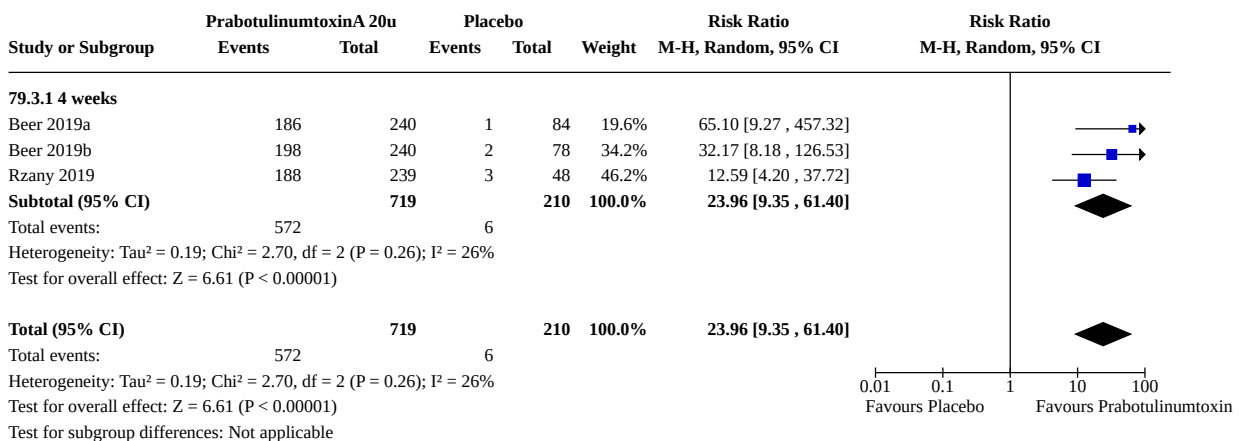 PrabotulinumtoxinA 20u Placebo Risk Ratio Risk Ratio
Study or Subgroup Events Total Events Total Weight M-H, Random, 95% CI M-H, Random, 95% CI
79.3.1 4 weeks
Beer 2019a 186 240 1 84 19.6% 65.10 [9.27 , 457.32]
Beer 2019b 198 240 2 78 34.2% 32.17 [8.18 , 126.53]
Rzany 2019 188 239 3 48 46.2% 12.59 [4.20 , 37.72]
Subtotal (95% CI) 719 210 100.0% 23.96 [9.35 , 61.40]
Total events: 572 6
Heterogeneity: Tau² = 0.19; Chi² = 2.70, df = 2 (P = 0.26); I² = 26%
Test for overall effect: Z = 6.61 (P < 0.00001)
Total (95% CI) 719 210 100.0% 23.96 [9.35 , 61.40]
Total events: 572 6
Heterogeneity: Tau² = 0.19; Chi² = 2.70, df = 2 (P = 0.26); I² = 26%
0.01 0.1 1 10 100
Test for overall effect: Z = 6.61 (P < 0.00001) Favours Placebo Favours Prabotulinumtoxin
Test for subgroup differences: Not applicable